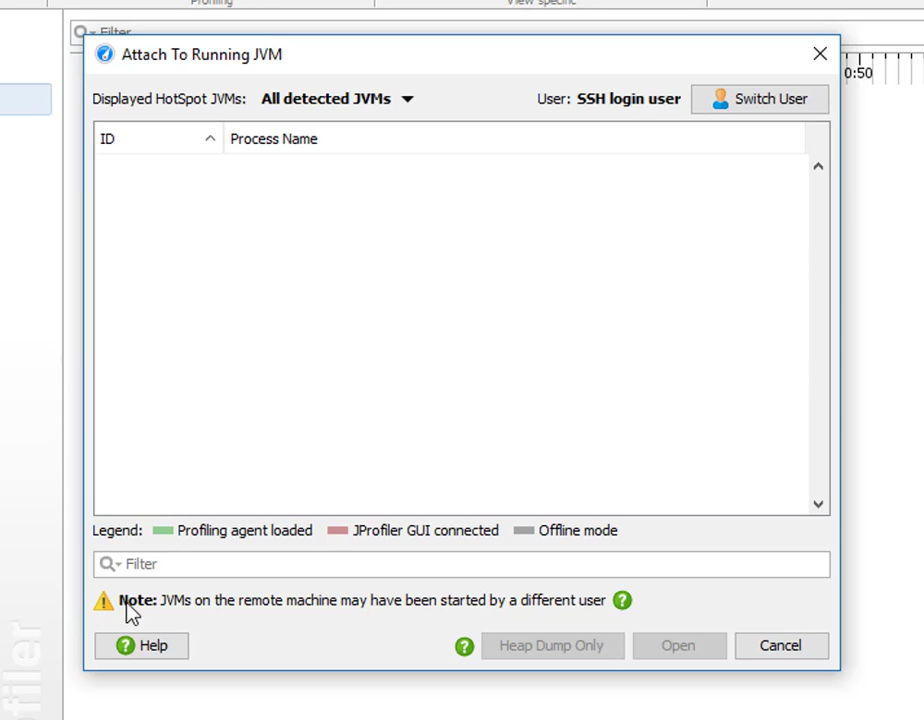 Profiling
View specific
Filter
Attach To Running JVM
0:50
Displayed HotSpot JVMs: All detected JVMs
User: SSH login user
Switch User
ID
Process Name
Legend:
Profiling agent loaded
JProfiler GUI connected
Offline mode
Filter
Note: JVMs on the remote machine may have been started by a different user
Help
Heap Dump Only
Open
Cancel